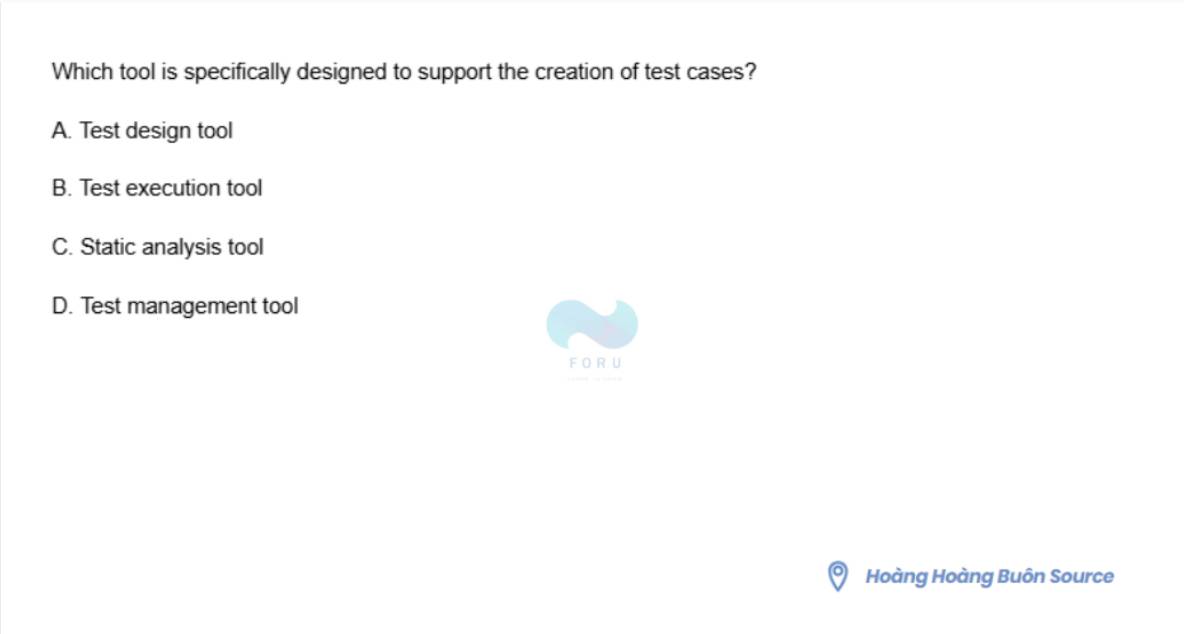 Which tool is specifically designed to support the creation of test cases?
A. Test design tool
B. Test execution tool
C. Static analysis tool
D. Test management tool
FORU
Hoàng Hoàng Buôn Source